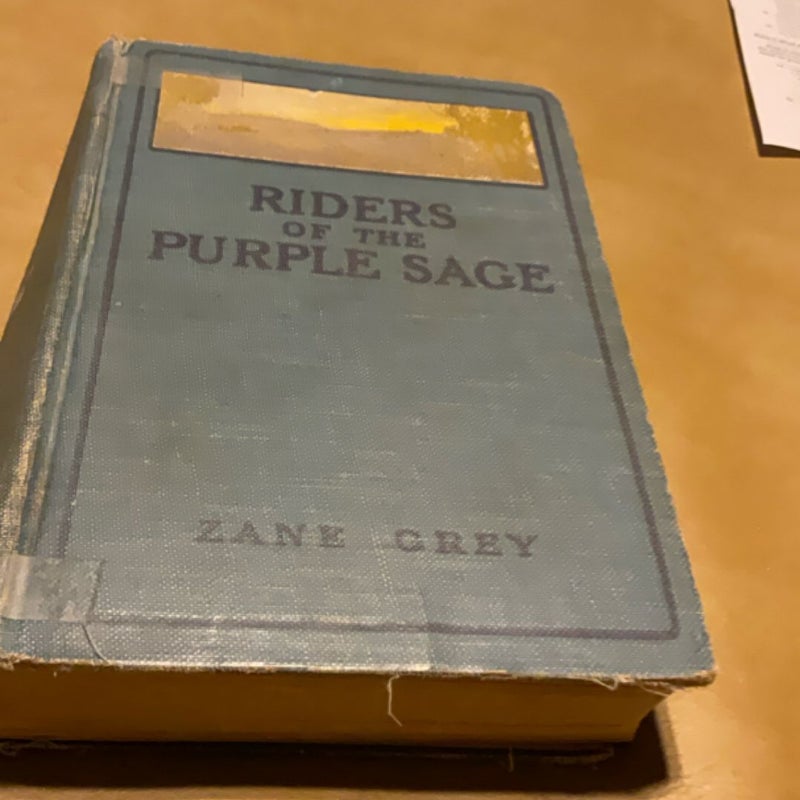 RIDERS
OF THE
PURPLE SAGE
ZANE GREY